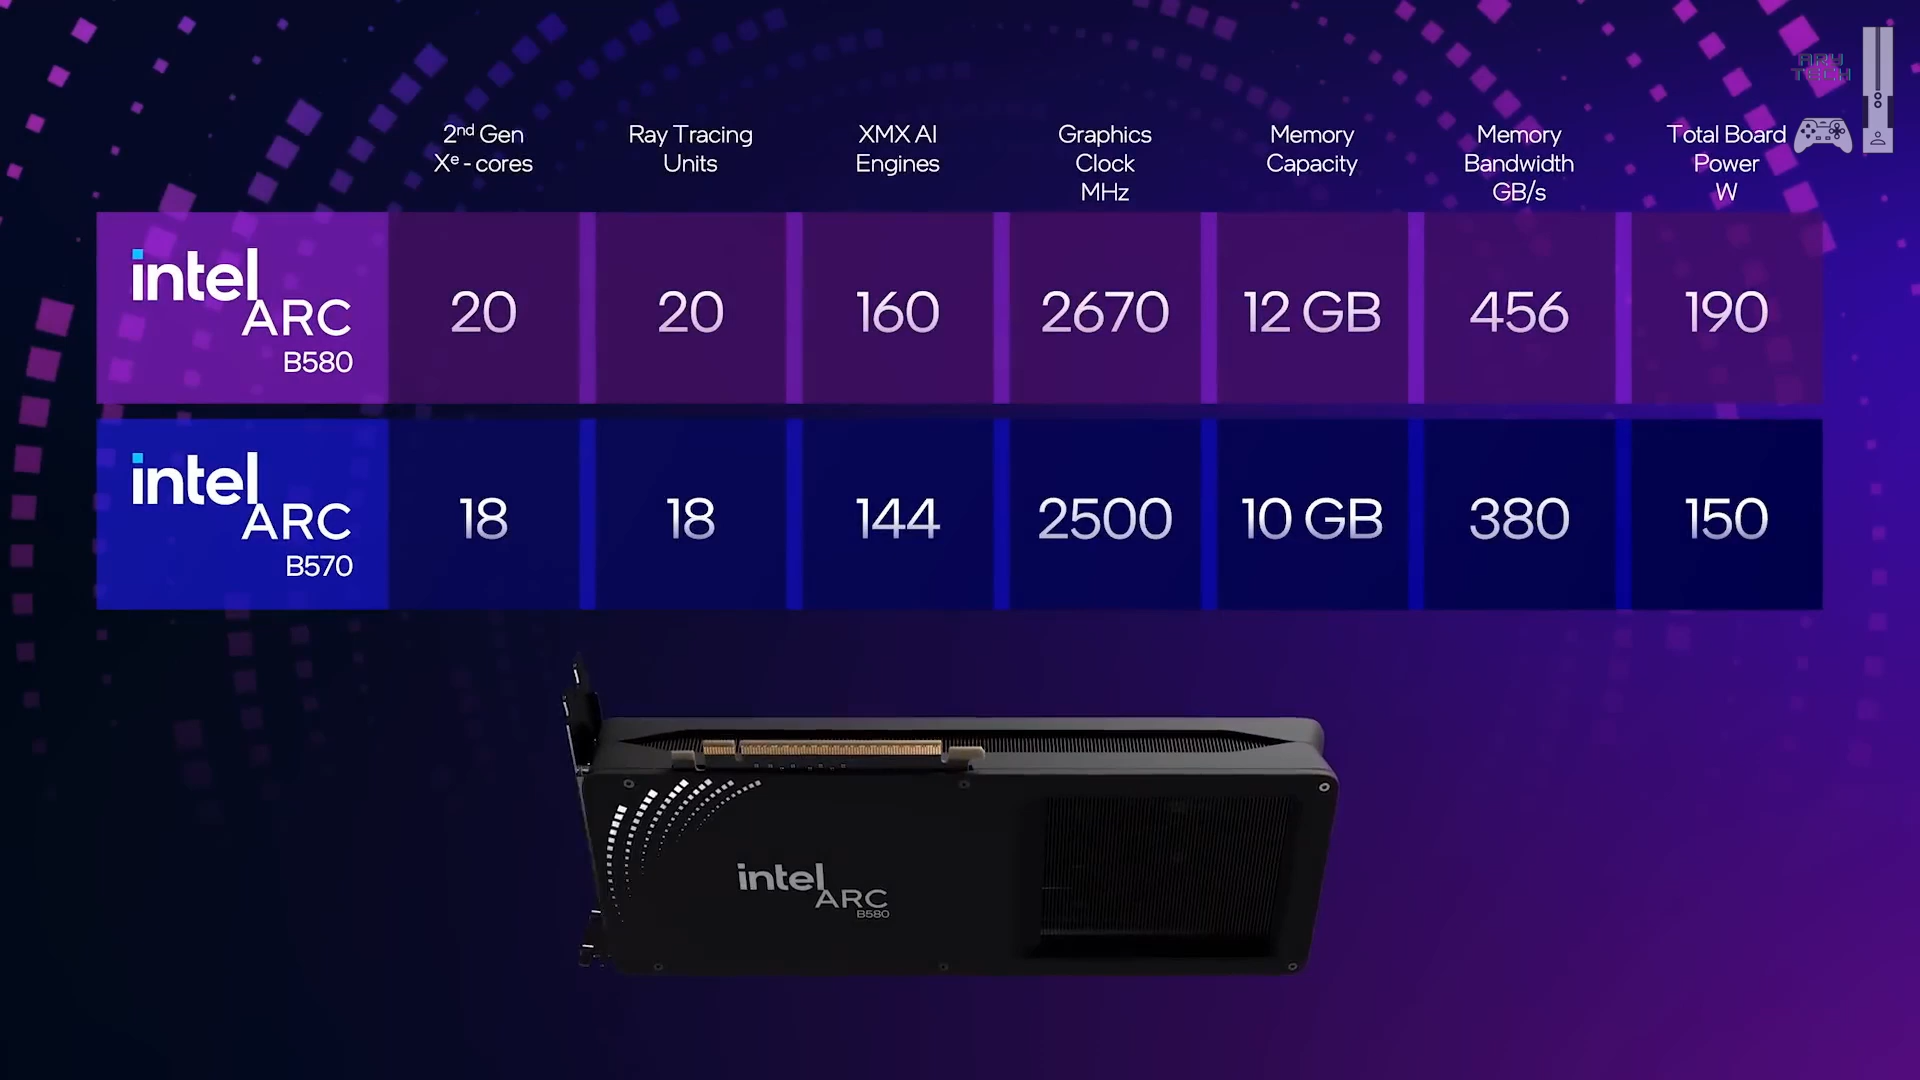 ARY
TECH
2nd Gen
Xe - cores
Ray Tracing
Units
XMX AI
Engines
Graphics
Clock
MHz
Memory
Capacity
Memory
Bandwidth
GB/s
Total Board
Power
W
intel
ARC
B580
20
20
160
2670
12 GB
456
190
intel
ARC
B570
18
18
144
2500
10 GB
380
150
intel
ARC
B580